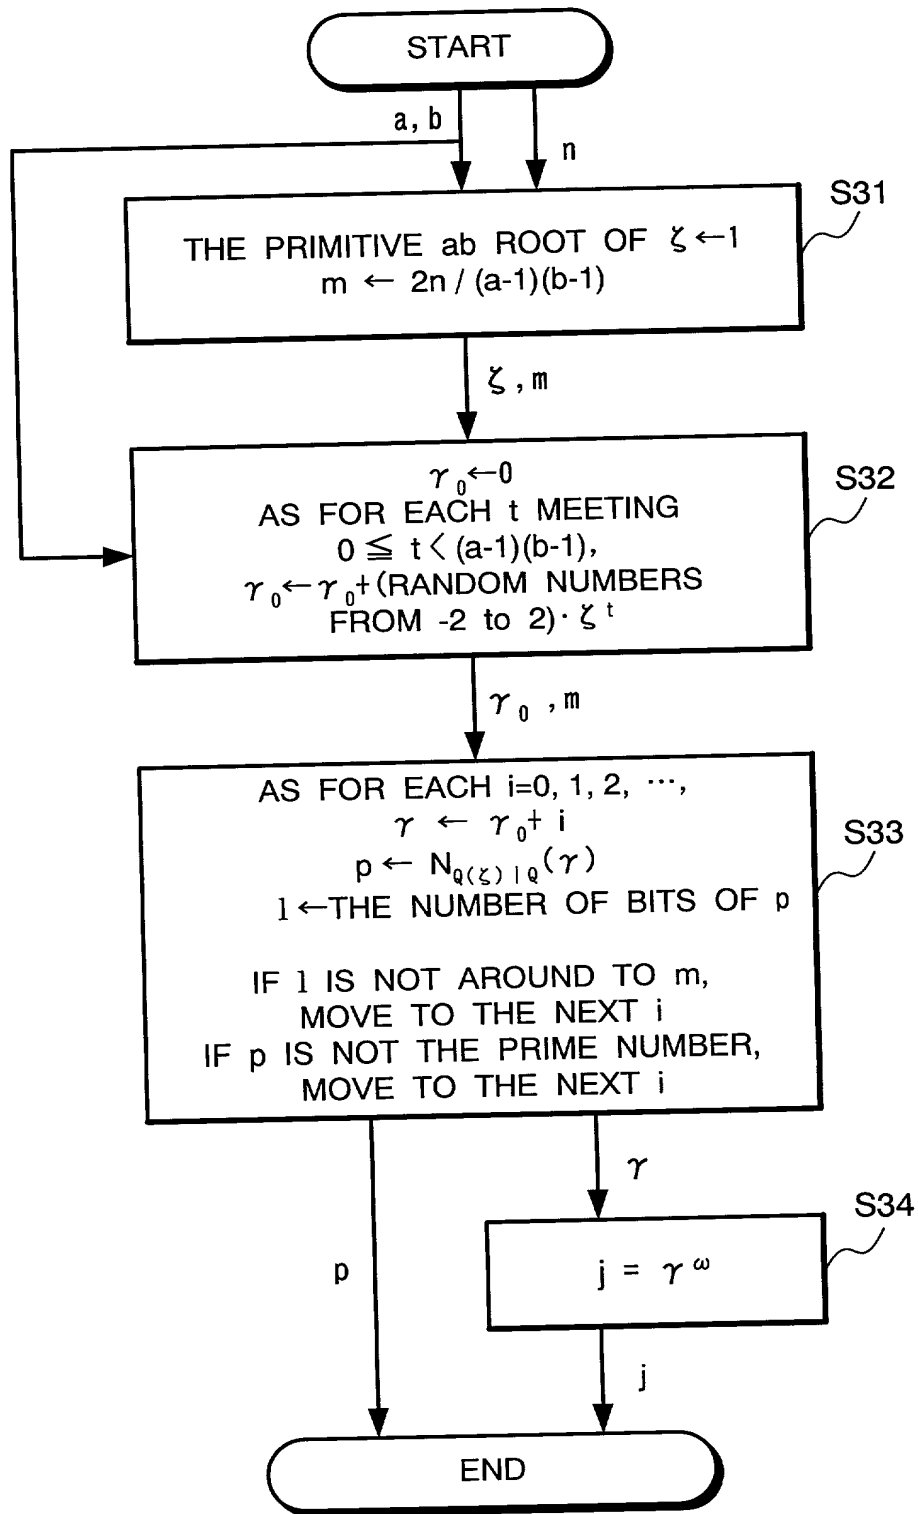 START
a, b
n
S31
THE PRIMITIVE ab ROOT OF ζ←1
m ← 2n / (a-1)(b-1)
ζ, m
S32
γ₀←0
AS FOR EACH t MEETING
0 ≦ t < (a-1)(b-1),
γ₀←γ₀+(RANDOM NUMBERS
FROM -2 to 2)· ζᵗ
γ₀ , m
S33
AS FOR EACH i=0, 1, 2, ···,
γ ← γ₀+ i
p ← N_Q(ζ)|Q (γ)
l ←THE NUMBER OF BITS OF p
IF l IS NOT AROUND TO m,
MOVE TO THE NEXT i
IF p IS NOT THE PRIME NUMBER,
MOVE TO THE NEXT i
γ
S34
p
j = γ^ω
j
END